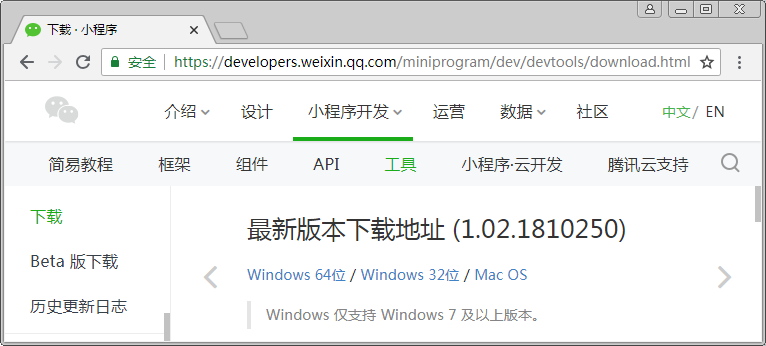 下载 · 小程序
安全 https://developers.weixin.qq.com/miniprogram/dev/devtools/download.html
介绍 设计 小程序开发 运营 数据 社区 中文/ EN
简易教程 框架 组件 API 工具 小程序·云开发 腾讯云支持
下载
最新版本下载地址 (1.02.1810250)
Beta 版下载
Windows 64位 / Windows 32位 / Mac OS
历史更新日志
Windows 仅支持 Windows 7 及以上版本。